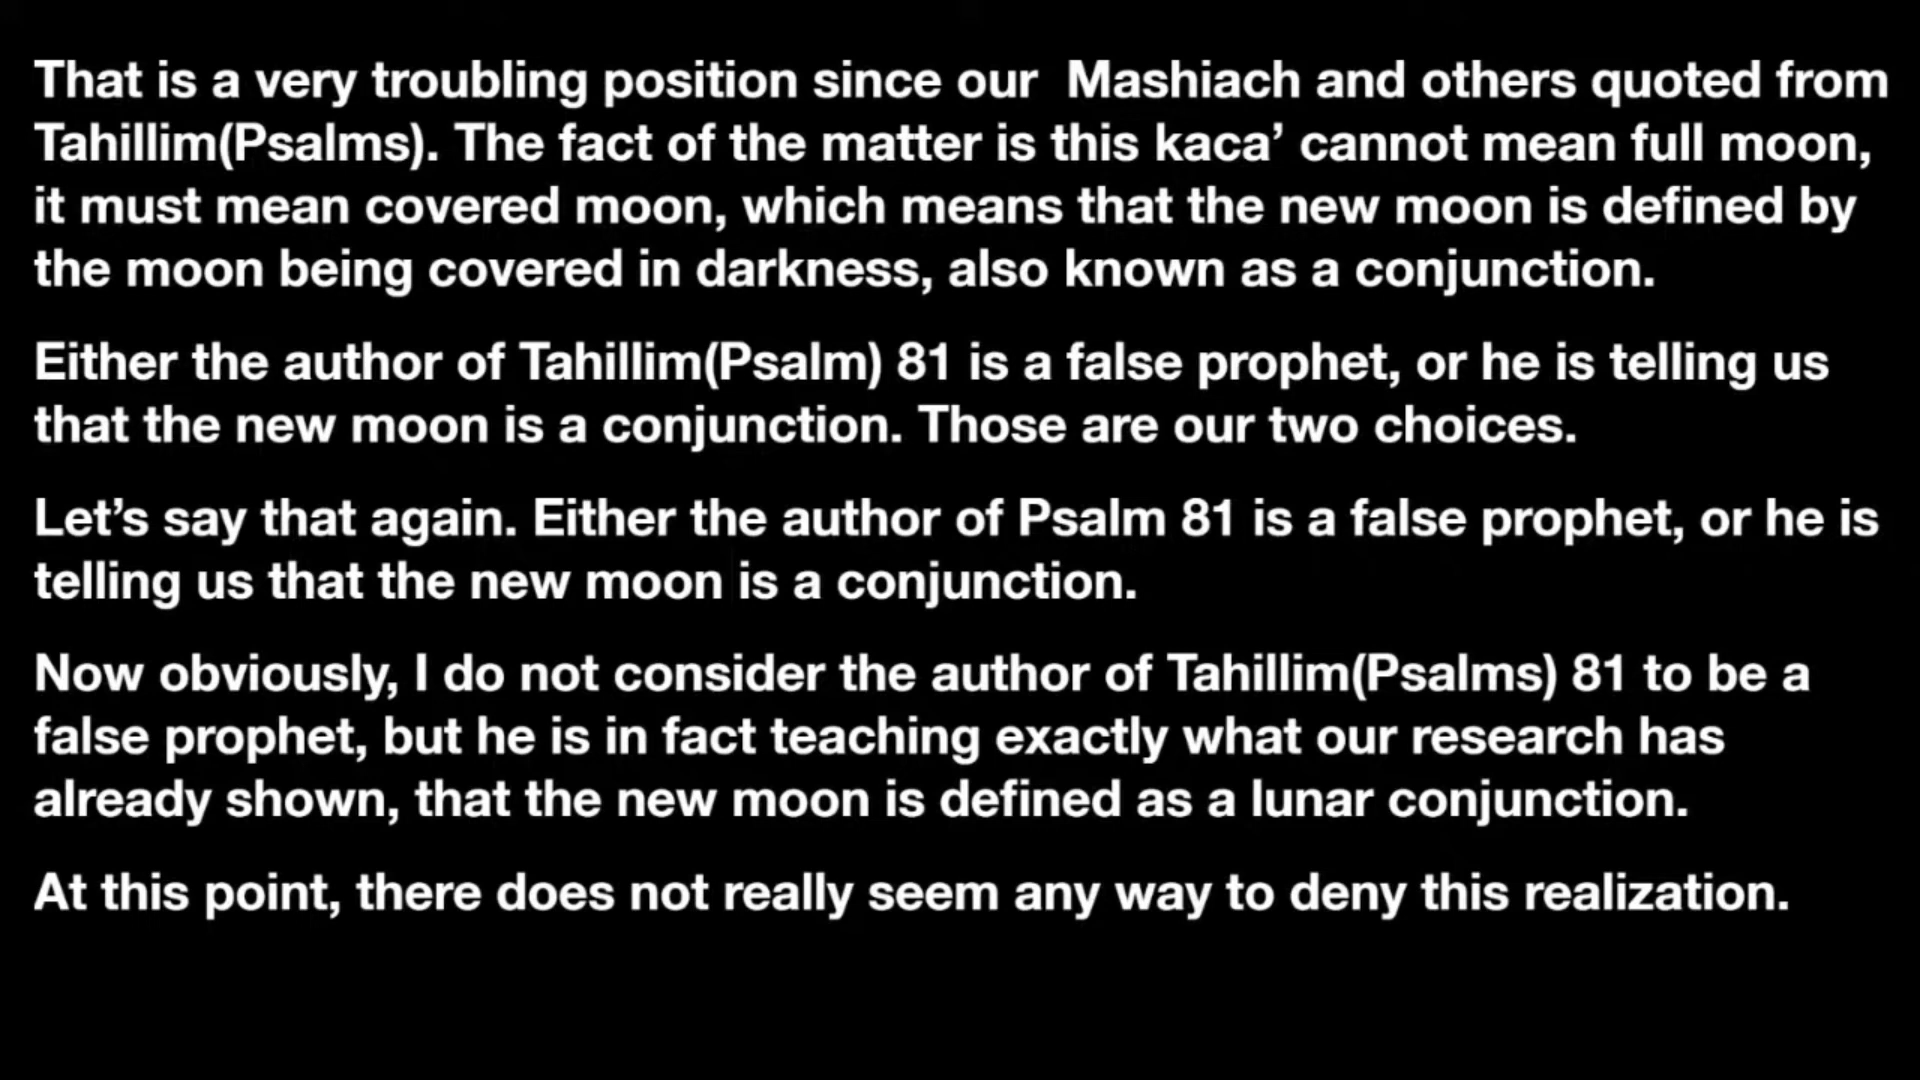 That is a very troubling position since our  Mashiach and others quoted from
Tahillim(Psalms). The fact of the matter is this kaca’ cannot mean full moon,
it must mean covered moon, which means that the new moon is defined by
the moon being covered in darkness, also known as a conjunction.
Either the author of Tahillim(Psalm) 81 is a false prophet, or he is telling us
that the new moon is a conjunction. Those are our two choices.
Let’s say that again. Either the author of Psalm 81 is a false prophet, or he is
telling us that the new moon is a conjunction.
Now obviously, I do not consider the author of Tahillim(Psalms) 81 to be a
false prophet, but he is in fact teaching exactly what our research has
already shown, that the new moon is defined as a lunar conjunction.
At this point, there does not really seem any way to deny this realization.